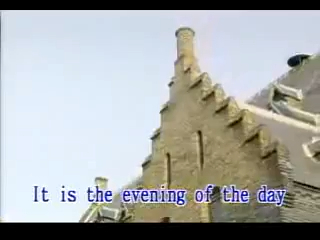 It is the evening of the day